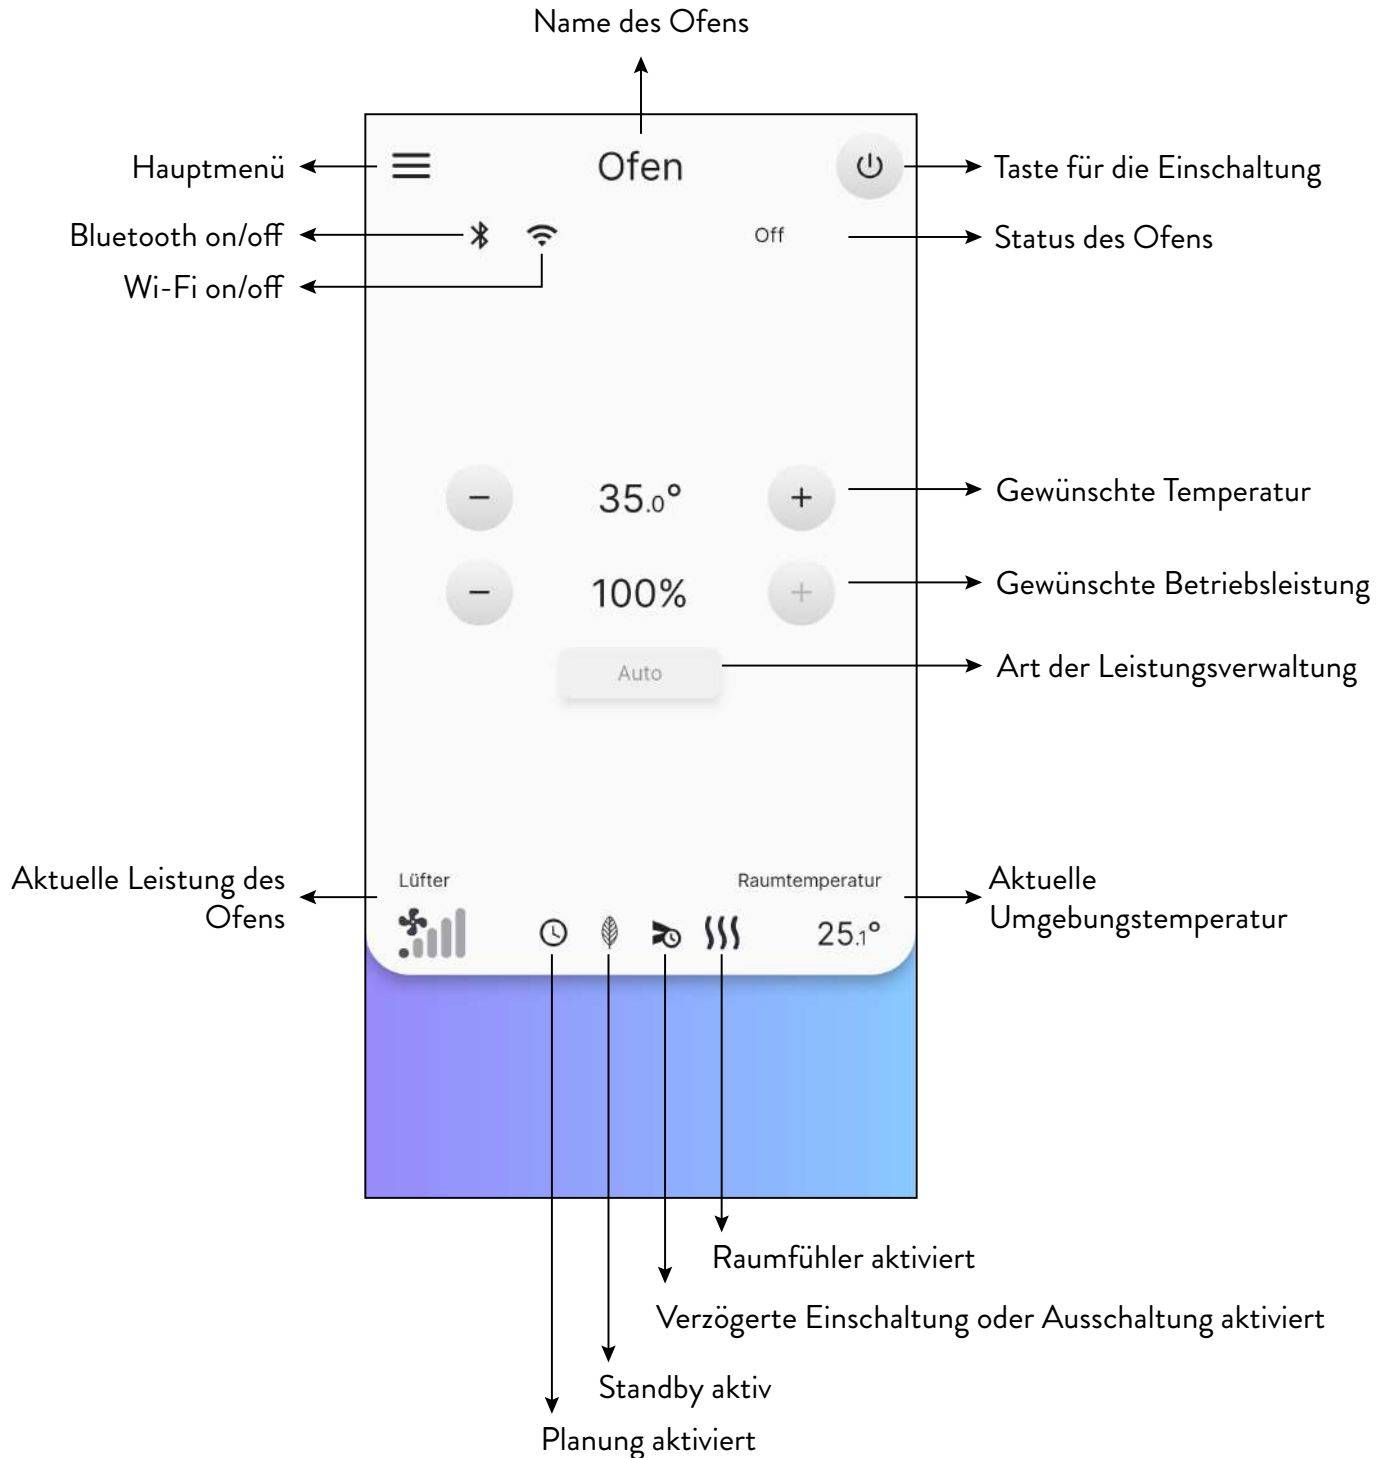 Name des Ofens
Hauptmenü
Ofen
Taste für die Einschaltung
Bluetooth on/off
Off
Status des Ofens
Wi-Fi on/off
− 35.0° +
Gewünschte Temperatur
− 100% +
Gewünschte Betriebsleistung
Auto
Art der Leistungsverwaltung
Aktuelle Leistung des
Ofens
Lüfter
Raumtemperatur
25.1°
Aktuelle
Umgebungstemperatur
Raumfühler aktiviert
Verzögerte Einschaltung oder Ausschaltung aktiviert
Standby aktiv
Planung aktiviert